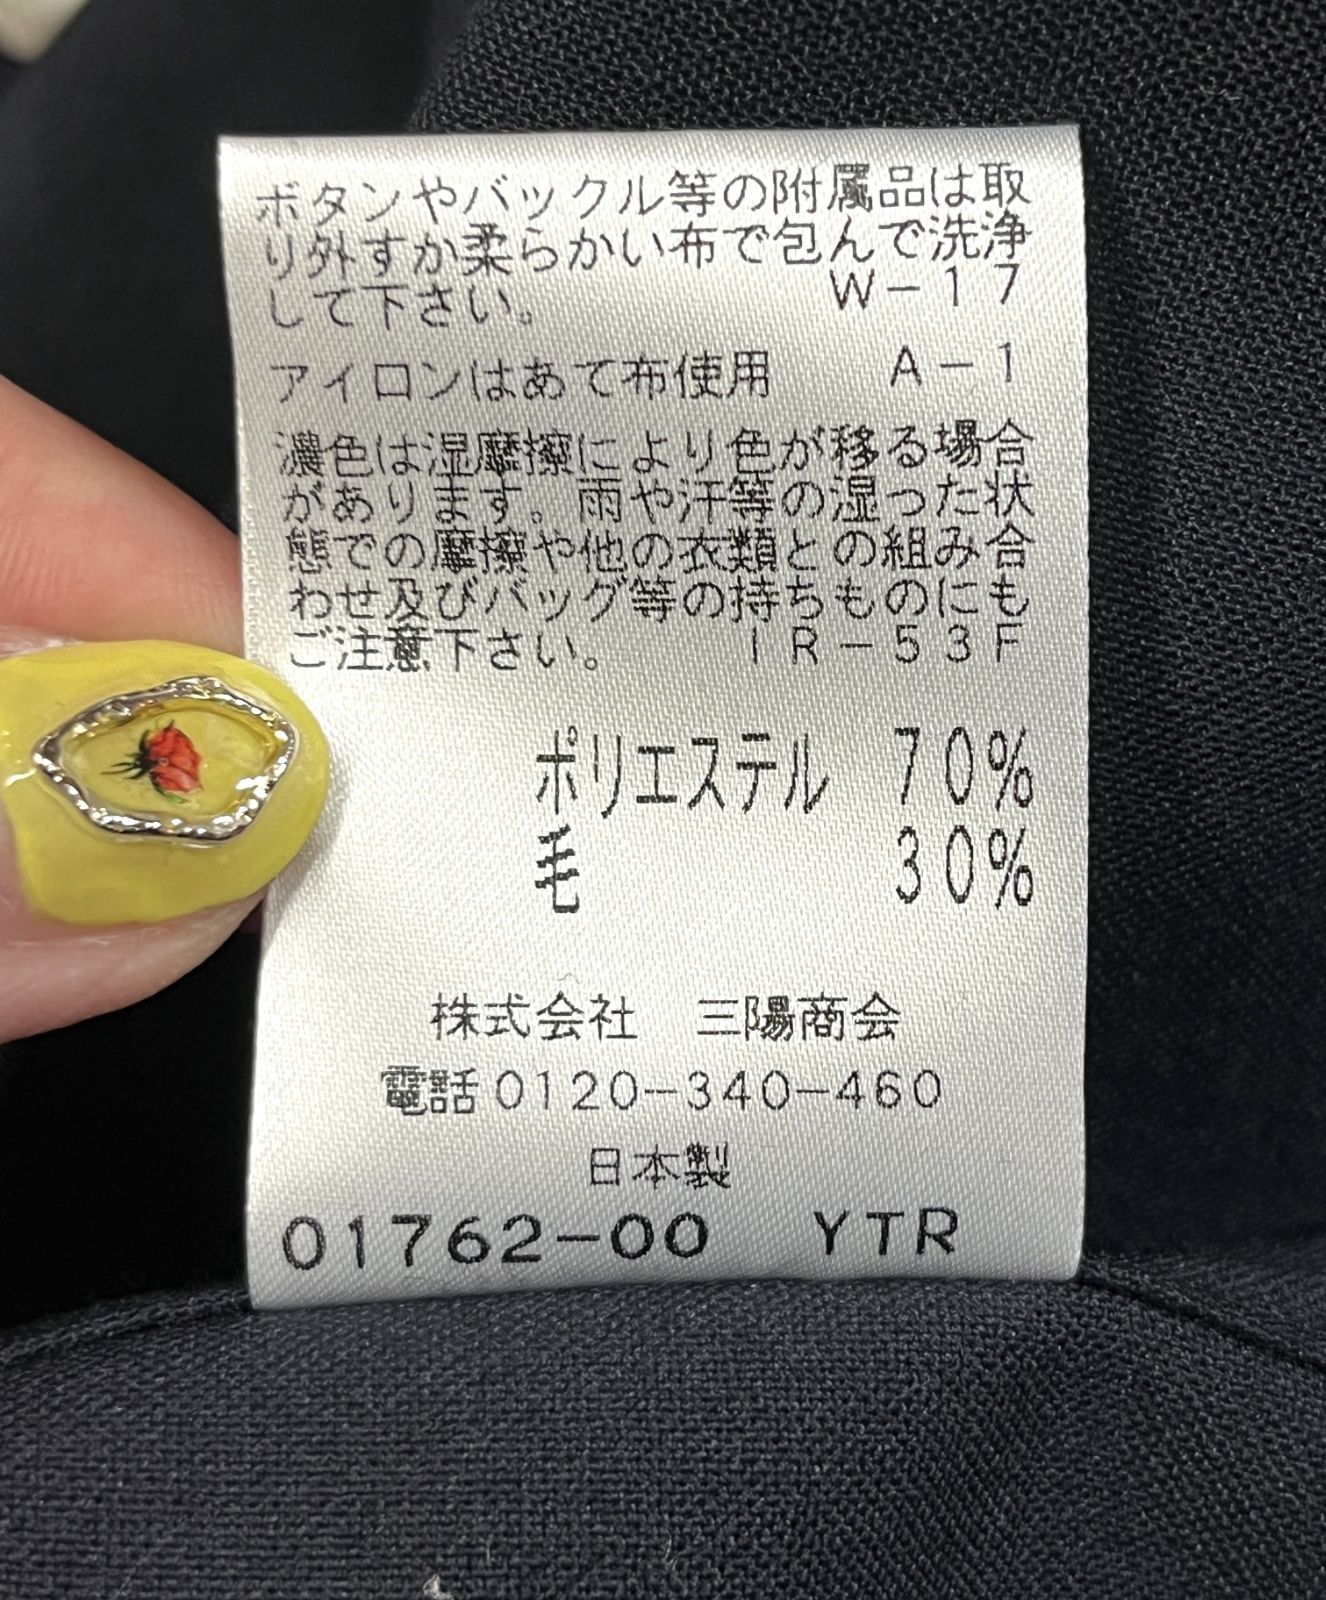 ボタンやバックル等の附属品は取
り外すか柔らかい布で包んで洗浄
して下さい。 W-17
アイロンはあて布使用 A-1
濃色は湿摩擦により色が移る場合
があります。雨や汗等の湿った状
態での摩擦や他の衣類との組み合
わせ及びバッグ等の持ちものにも
ご注意下さい。 IR-53F
ポリエステル 70%
毛 30%
株式会社 三陽商会
電話0120-340-460
日本製
01762-00 YTR